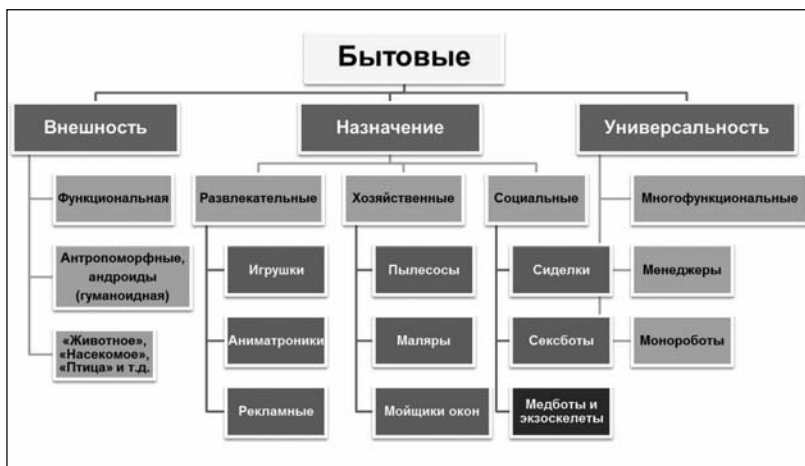 Бытовые
Внешность
Назначение
Универсальность
Функциональная
Развлекательные
Хозяйственные
Социальные
Многофункциональные
Антропоморфные,
андроиды
(гуманоидная)
Игрушки
Пылесосы
Сиделки
Менеджеры
«Животное»,
«Насекомое»,
«Птица» и т.д.
Аниматроники
Маляры
Сексботы
Монороботы
Рекламные
Мойщики окон
Медботы и
экзоскелеты